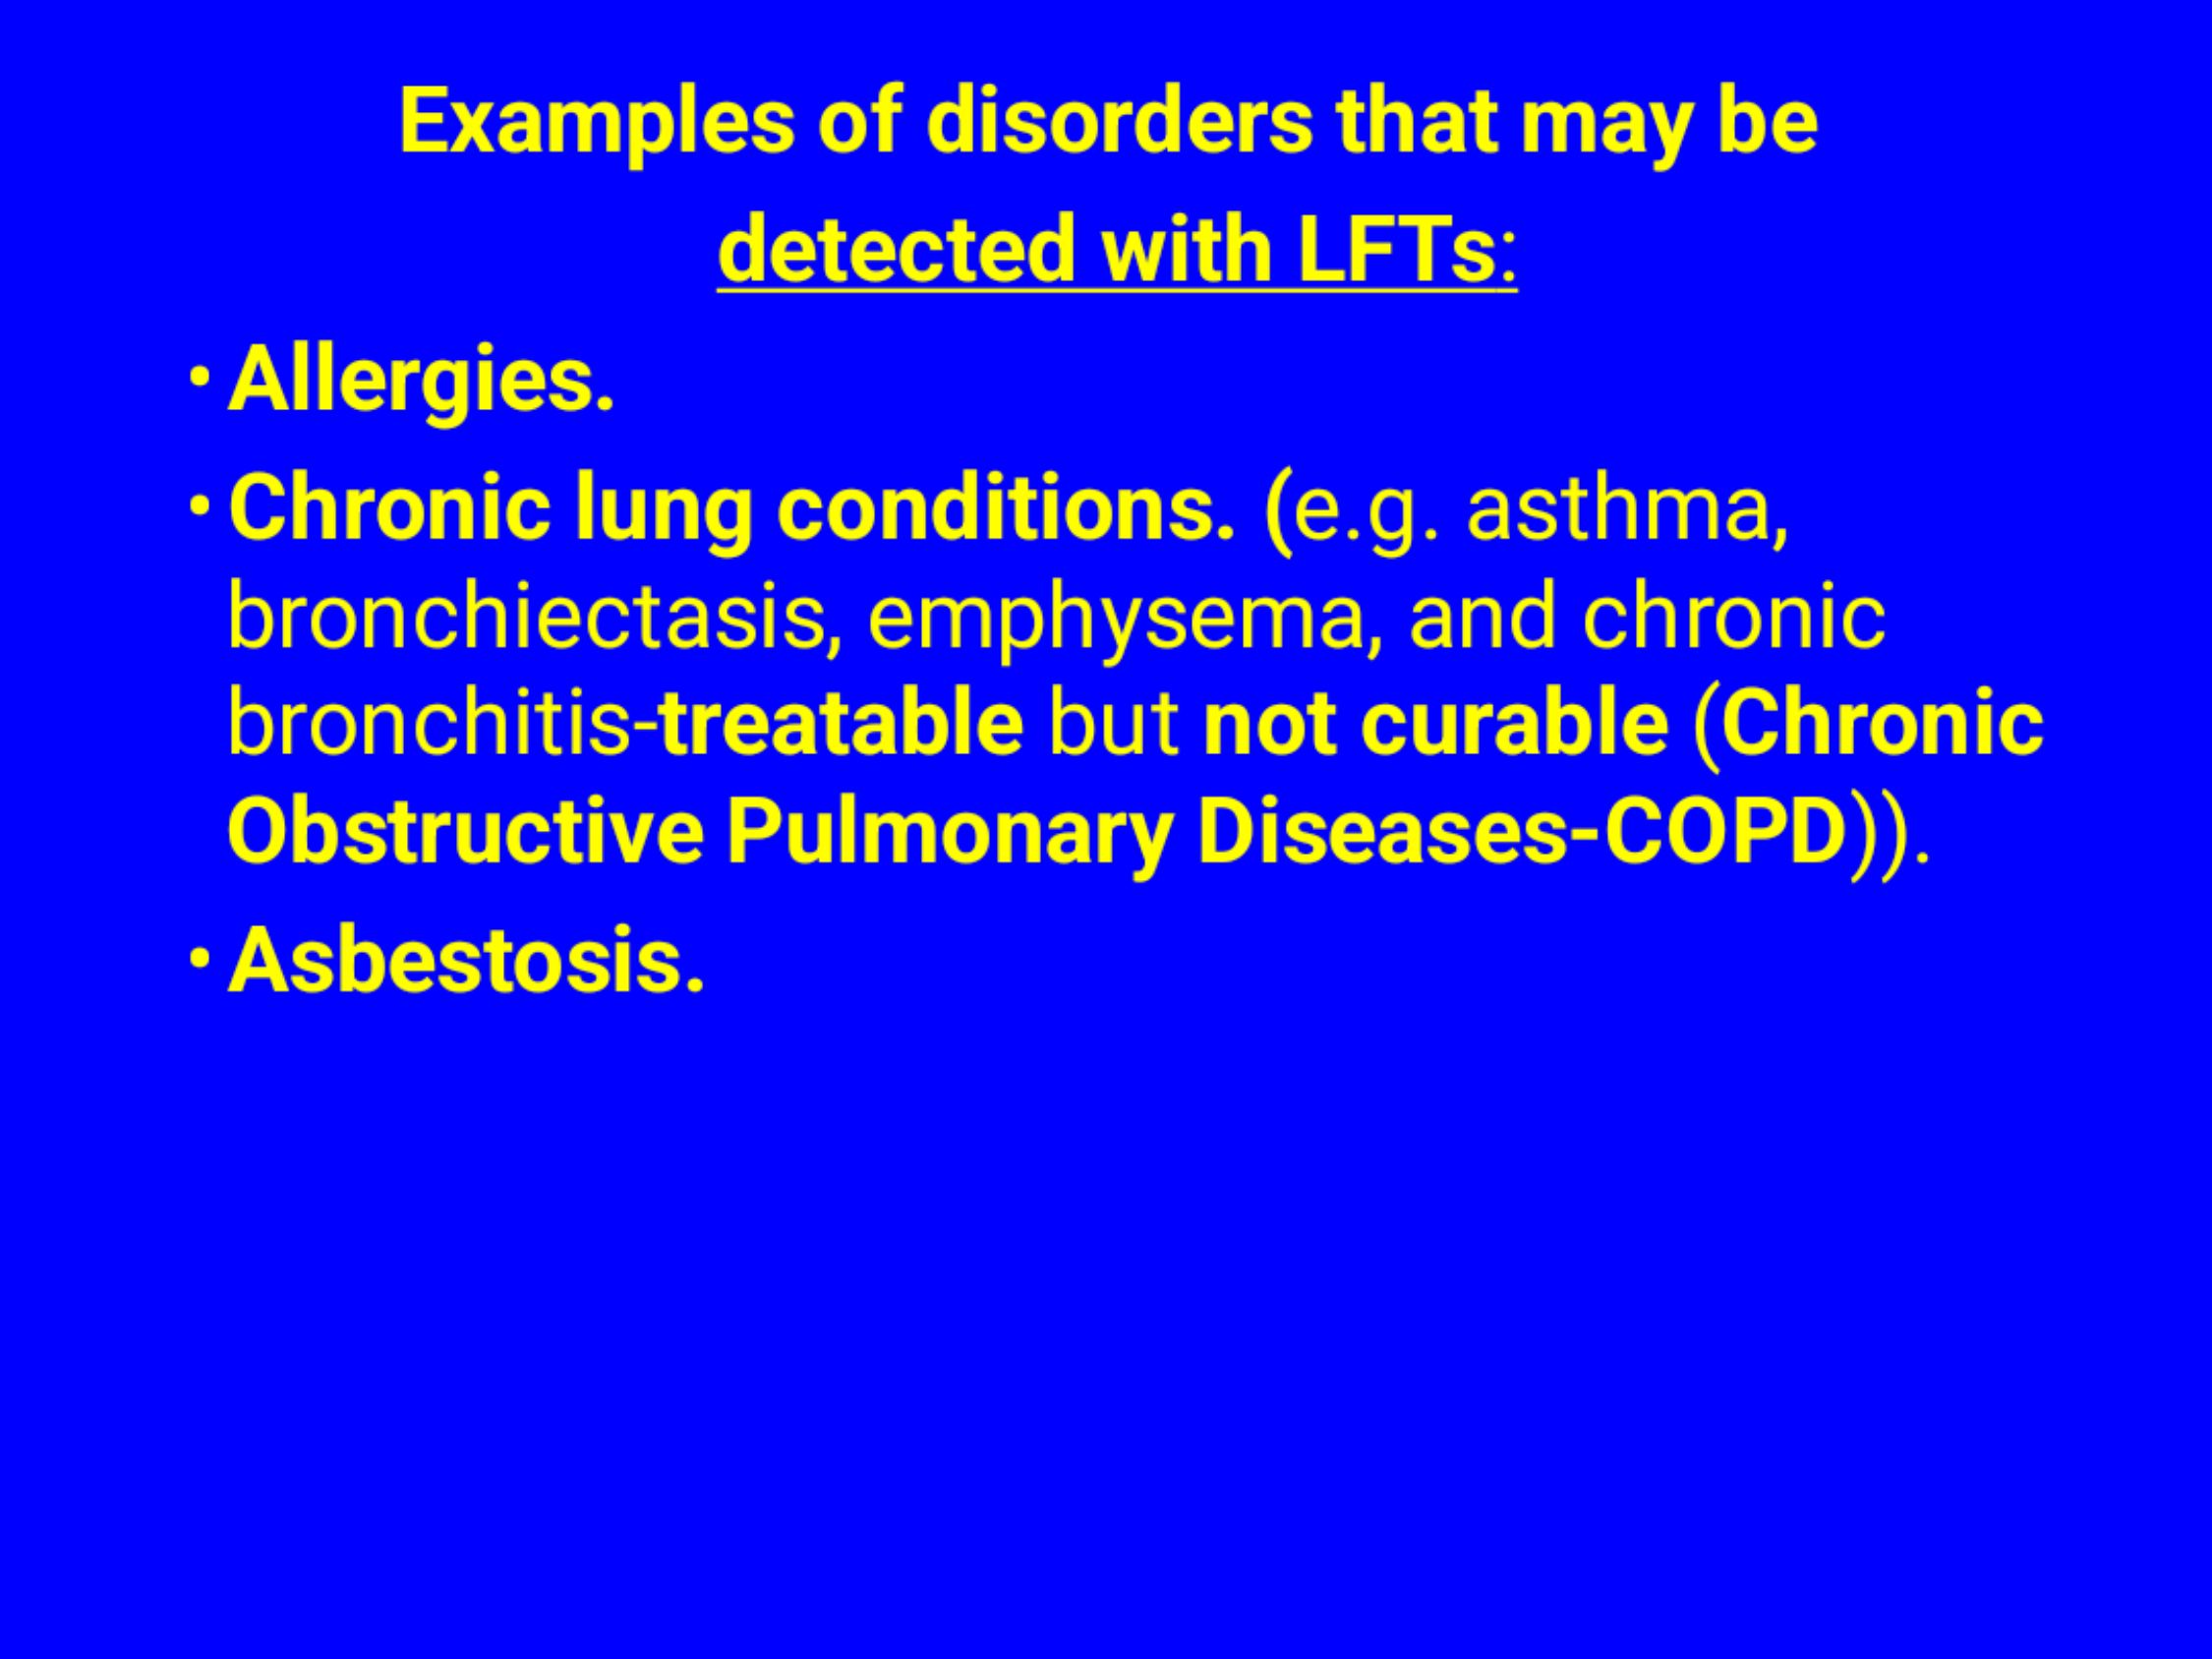 Examples of disorders that may be
detected with LFTs:
• Allergies.
• Chronic lung conditions. (e.g. asthma,
bronchiectasis, emphysema, and chronic
bronchitis-treatable but not curable (Chronic
Obstructive Pulmonary Diseases-COPD)).
• Asbestosis.